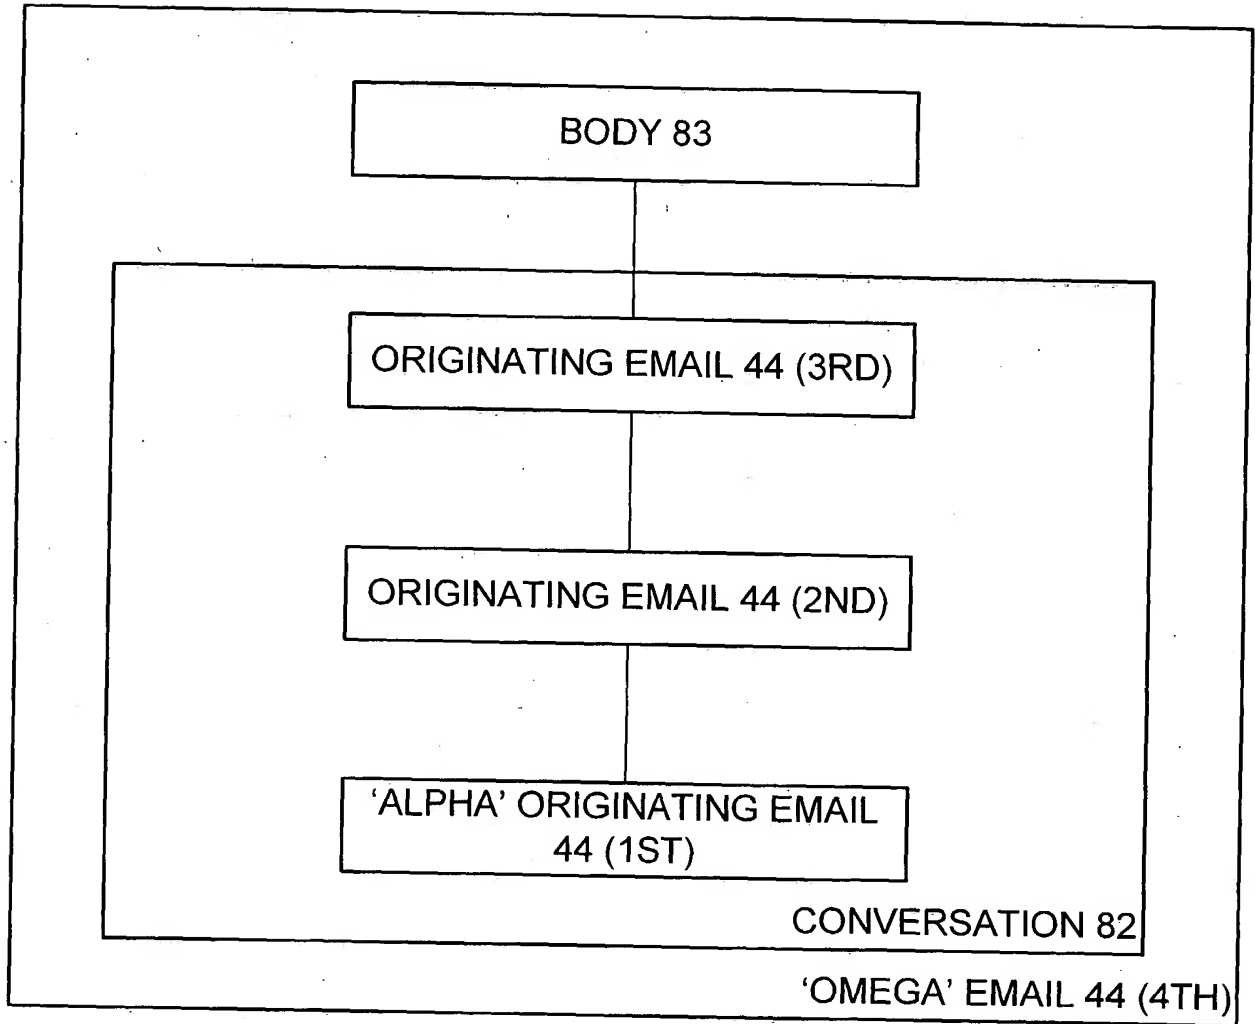 BODY 83
ORIGINATING EMAIL 44 (3RD)
ORIGINATING EMAIL 44 (2ND)
‘ALPHA’ ORIGINATING EMAIL
44 (1ST)
CONVERSATION 82
‘OMEGA’ EMAIL 44 (4TH)